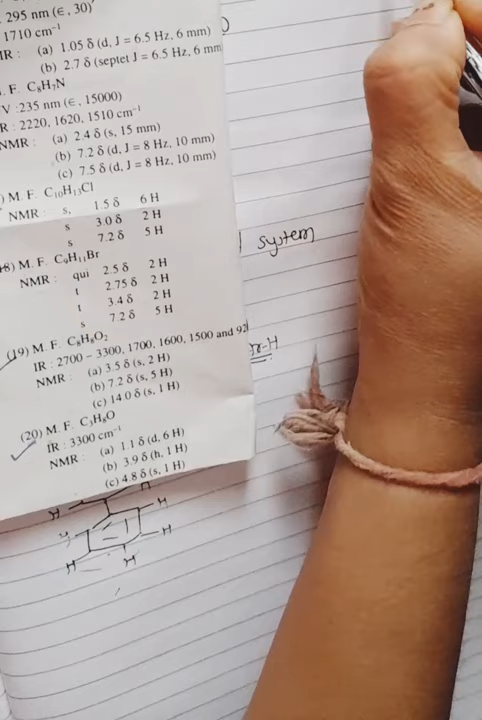 , 295 nm (ϵ, 30)
1710 cm⁻¹
MR : (a) 1.05 δ (d, J = 6.5 Hz, 6 mm)
(b) 2.7 δ (septet J = 6.5 Hz, 6 mm
. F. C₈H₇N
V :235 nm (ϵ, 15000)
R : 2220, 1620, 1510 cm⁻¹
NMR : (a) 2.4 δ (s, 15 mm)
(b) 7.2 δ (d, J = 8 Hz, 10 mm)
(c) 7.5 δ (d, J = 8 Hz, 10 mm)
) M. F. C₁₀H₁₃Cl
NMR : s, 1.5 δ 6 H
s 3.0 δ 2 H
s 7.2 δ 5 H
system
18) M. F. C₉H₁₁Br
NMR : qui 2.5 δ 2 H
t 2.75 δ 2 H
t 3.4 δ 2 H
s 7.2 δ 5 H
(19) M. F. C₈H₈O₂
IR : 2700 – 3300, 1700, 1600, 1500 and 92
NMR : (a) 3.5 δ (s, 2 H)
(b) 7.2 δ (s, 5 H)
(c) 14.0 δ (s, 1 H)
-H
(20) M. F. C₃H₈O
IR : 3300 cm⁻¹
NMR : (a) 1.1 δ (d, 6 H)
(b) 3.9 δ (h, 1 H)
(c) 4.8 δ (s, 1 H)
H H
H H
H H